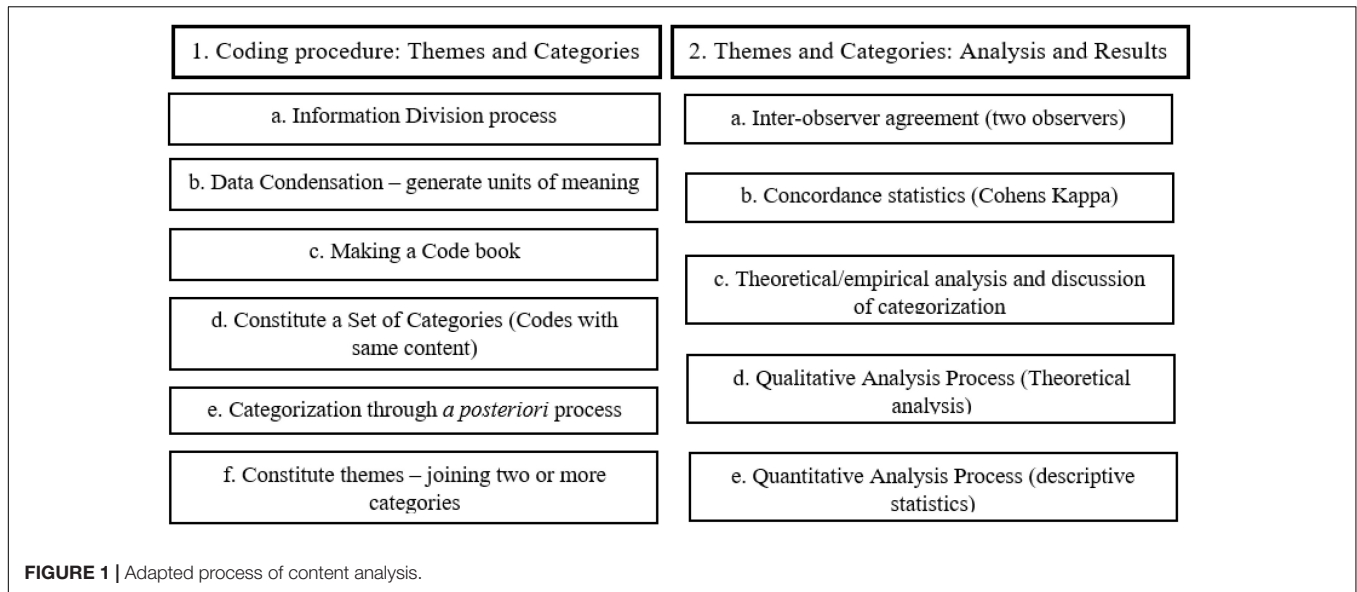 1. Coding procedure: Themes and Categories
a. Information Division process
b. Data Condensation – generate units of meaning
c. Making a Code book
d. Constitute a Set of Categories (Codes with
same content)
e. Categorization through a posteriori process
f. Constitute themes – joining two or more
categories
2. Themes and Categories: Analysis and Results
a. Inter-observer agreement (two observers)
b. Concordance statistics (Cohens Kappa)
c. Theoretical/empirical analysis and discussion
of categorization
d. Qualitative Analysis Process (Theoretical
analysis)
e. Quantitative Analysis Process (descriptive
statistics)
FIGURE 1 | Adapted process of content analysis.